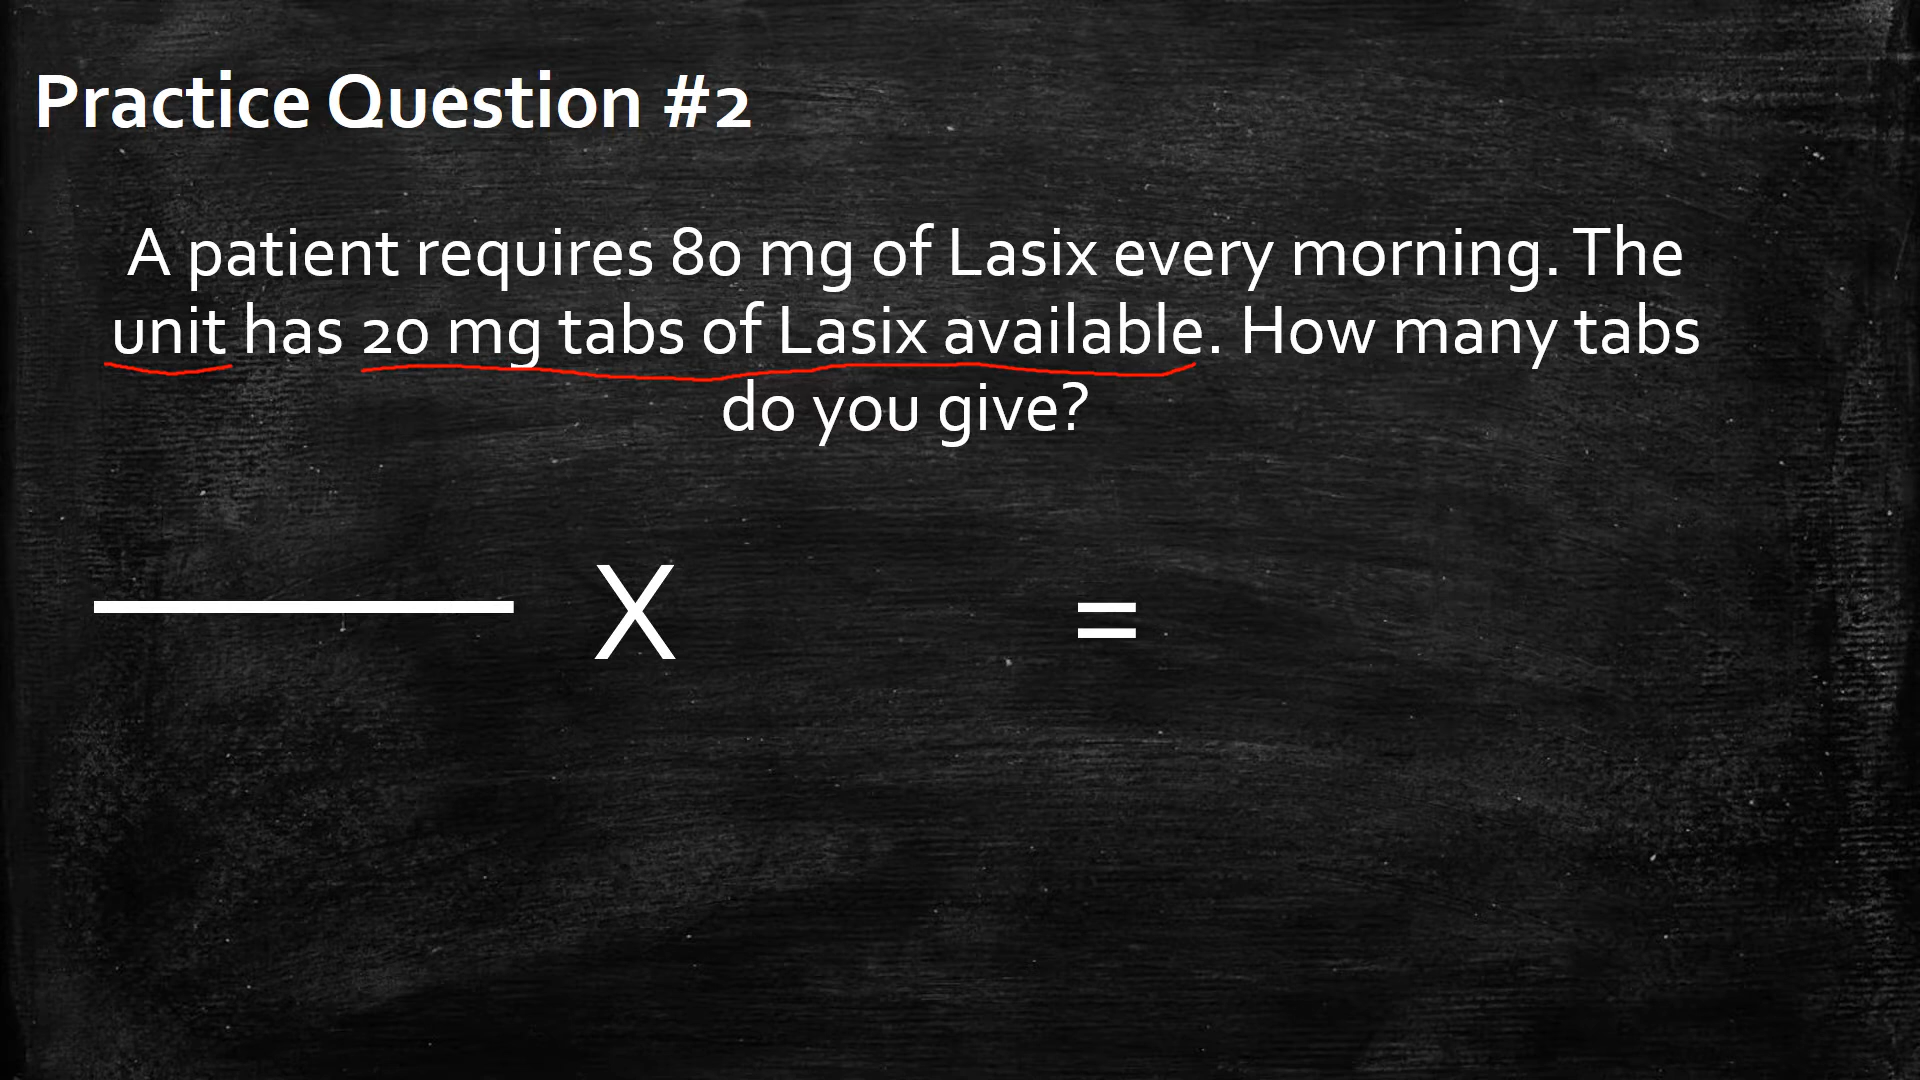 Practice Question #2
A patient requires 80 mg of Lasix every morning. The
unit has 20 mg tabs of Lasix available. How many tabs
do you give?
X =